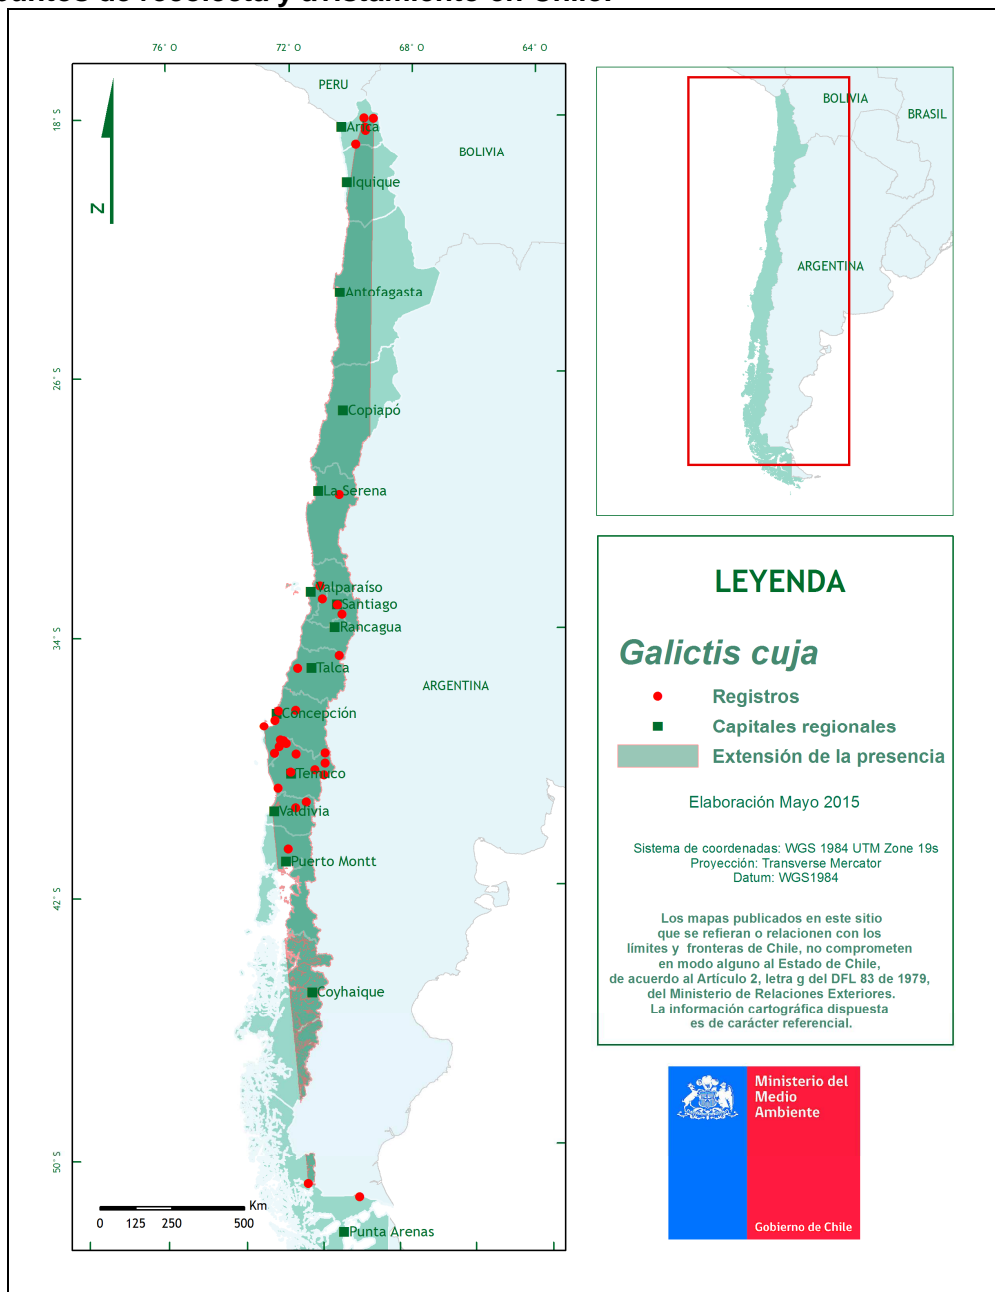 76° O
72° O
68° O
64° O
18° S
26° S
34° S
42° S
50° S
N
PERU
BOLIVIA
ARGENTINA
Arica
Iquique
Antofagasta
Copiapó
La Serena
Valparaíso
Santiago
Rancagua
Talca
Concepción
Temuco
Valdivia
Puerto Montt
Coyhaique
Punta Arenas
Km
0 125 250 500
BOLIVIA
BRASIL
ARGENTINA
LEYENDA
Galictis cuja
Registros
Capitales regionales
Extensión de la presencia
Elaboración Mayo 2015
Sistema de coordenadas: WGS 1984 UTM Zone 19s
Proyección: Transverse Mercator
Datum: WGS1984
Los mapas publicados en este sitio
que se refieran o relacionen con los
límites y fronteras de Chile, no comprometen
en modo alguno al Estado de Chile,
de acuerdo al Artículo 2, letra g del DFL 83 de 1979,
del Ministerio de Relaciones Exteriores.
La información cartográfica dispuesta
es de carácter referencial.
Ministerio del
Medio
Ambiente
Gobierno de Chile